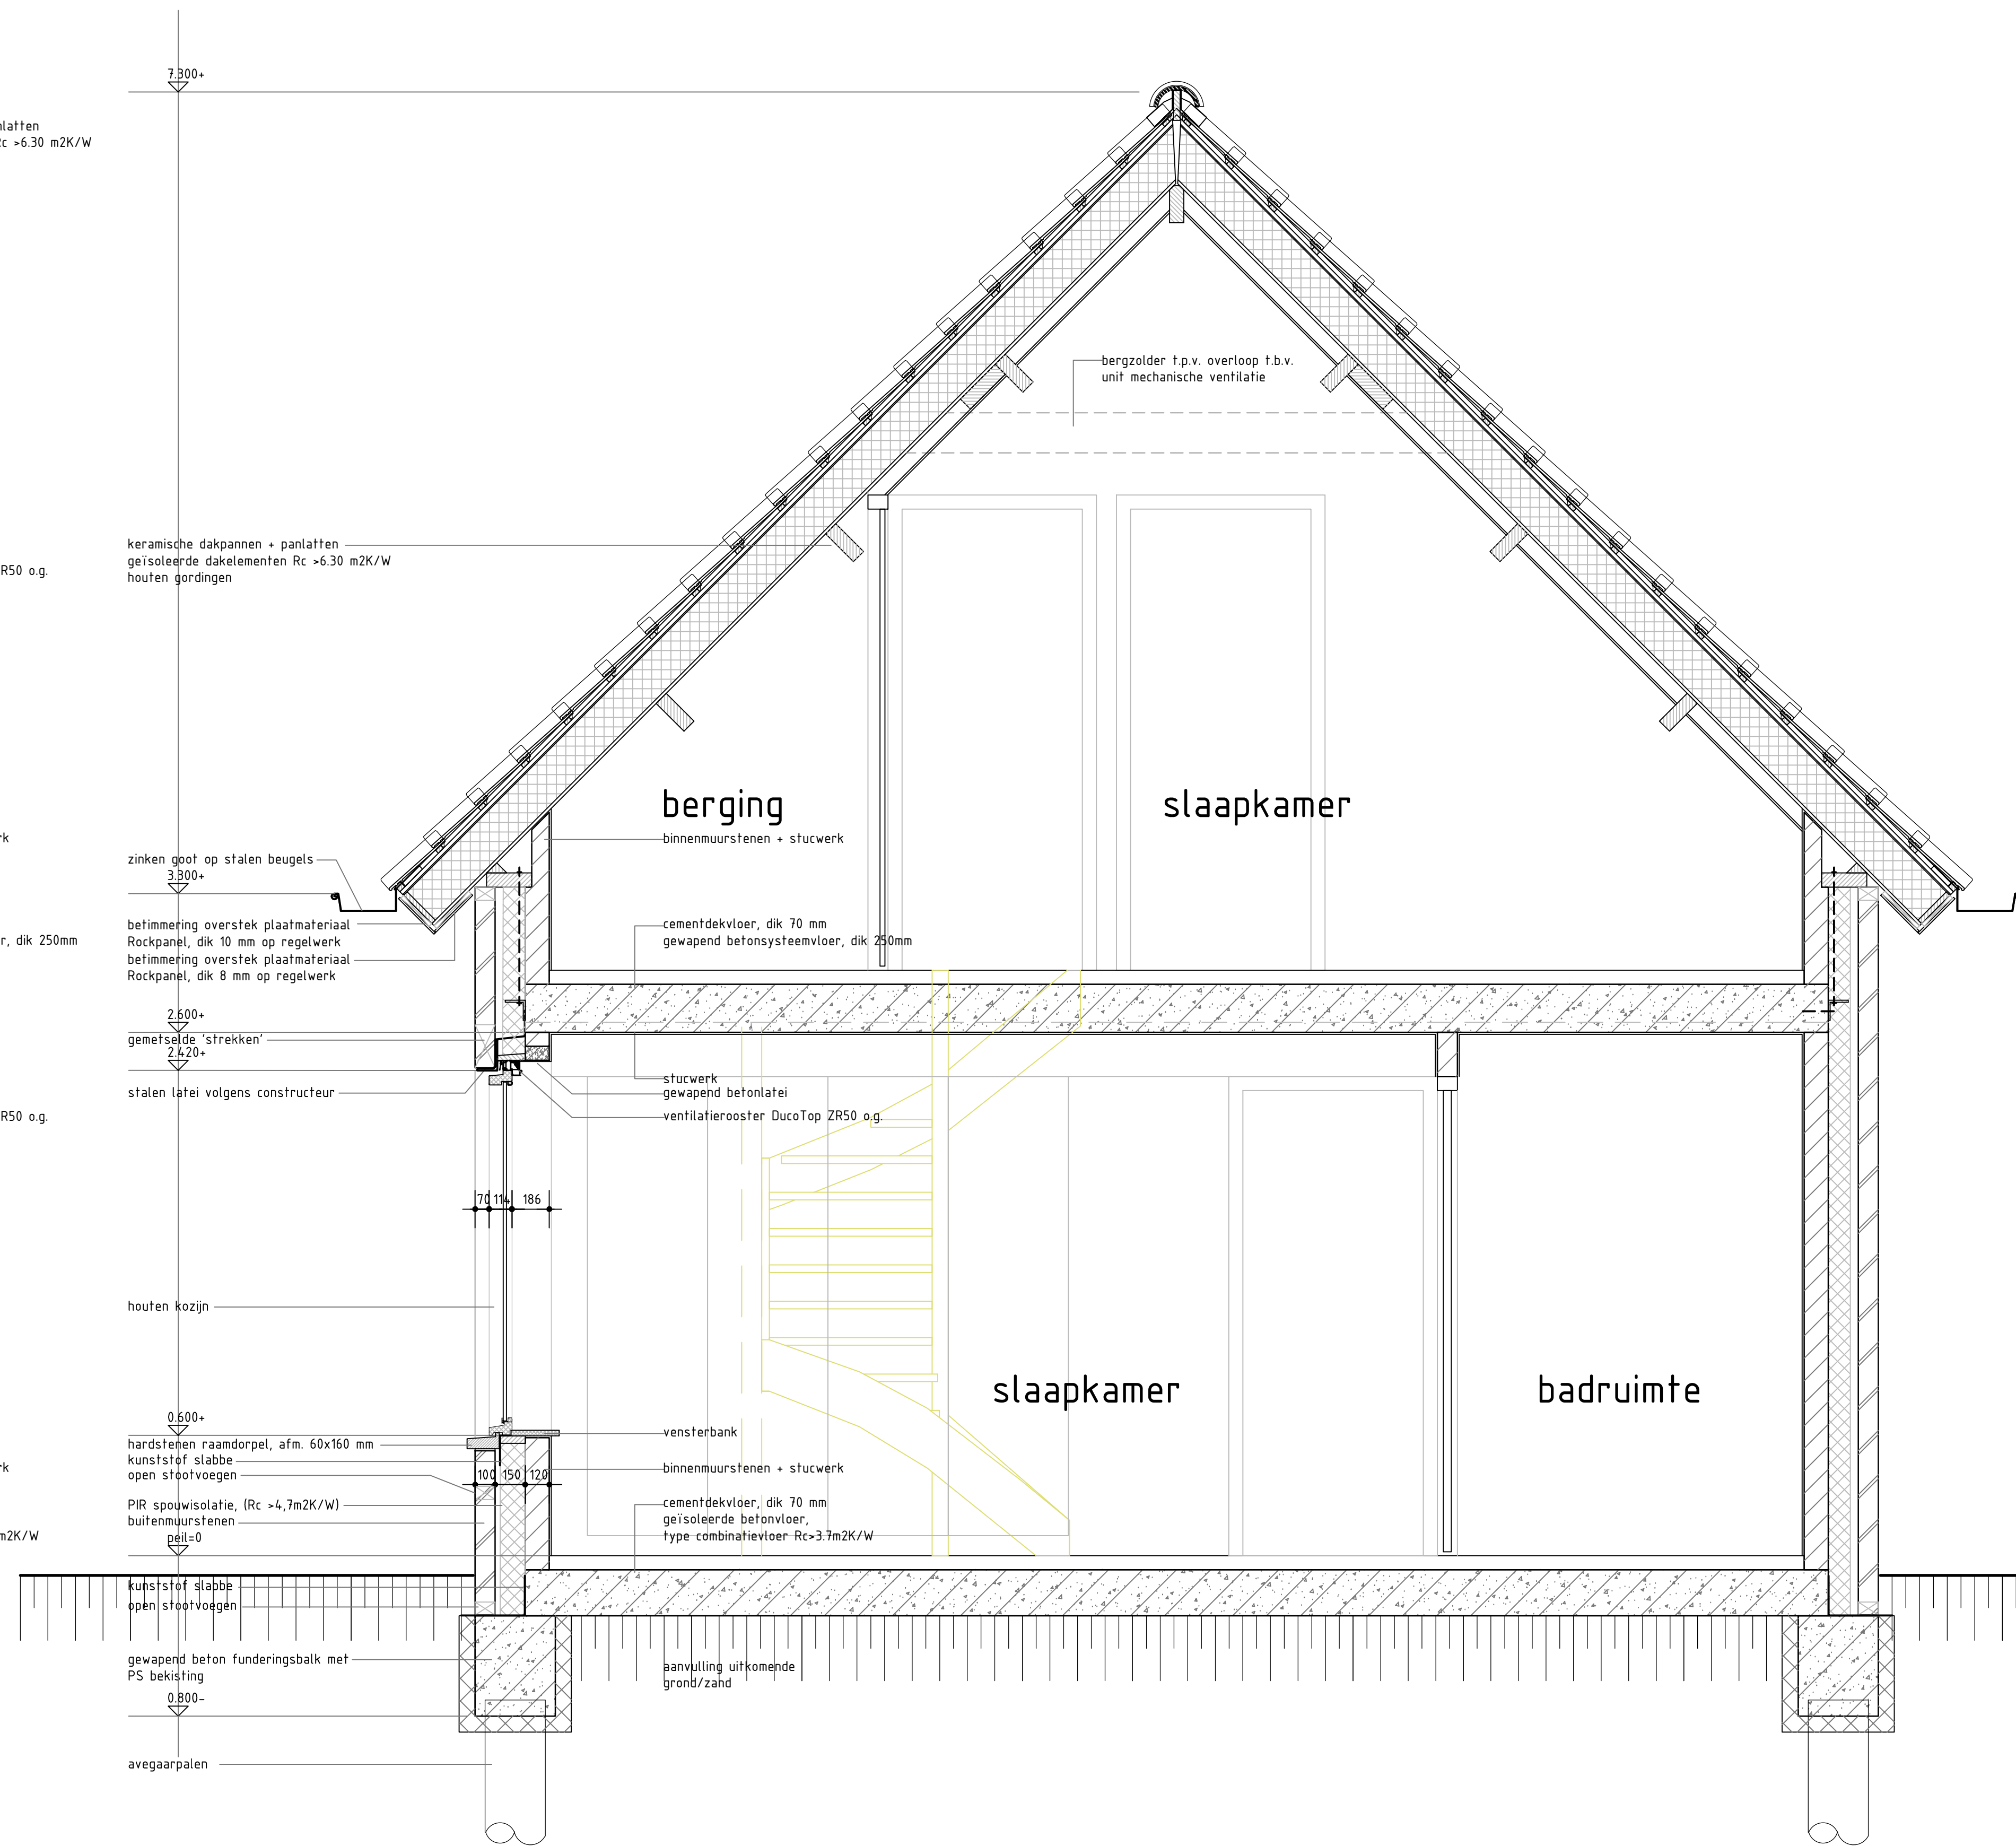 7.300+
nlatten
Rc >6.30 m2K/W
bergzolder t.p.v. overloop t.b.v.
unit mechanische ventilatie
keramische dakpannen + panlatten
geïsoleerde dakelementen Rc >6.30 m2K/W
houten gordingen
R50 o.g.
berging
slaapkamer
rk
binnenmuurstenen + stucwerk
zinken goot op stalen beugels
3.300+
betimmering overstek plaatmateriaal
Rockpanel, dik 10 mm op regelwerk
betimmering overstek plaatmateriaal
Rockpanel, dik 8 mm op regelwerk
r, dik 250mm
cementdekvloer, dik 70 mm
gewapend betonsysteemvloer, dik 250mm
2.600+
gemetselde 'strekken'
2.420+
stalen latei volgens constructeur
stucwerk
gewapend betonlatei
ventilatierooster DucoTop ZR50 o.g.
R50 o.g.
70 114 186
houten kozijn
slaapkamer
badruimte
0.600+
hardstenen raamdorpel, afm. 60x160 mm
kunststof slabbe
open stootvoegen
vensterbank
rk
binnenmuurstenen + stucwerk
100 150 120
PIR spouwisolatie, (Rc >4,7m2K/W)
buitenmuurstenen
peil=0
m2K/W
cementdekvloer, dik 70 mm
geïsoleerde betonvloer,
type combinatievloer Rc>3.7m2K/W
kunststof slabbe
open stootvoegen
gewapend beton funderingsbalk met
PS bekisting
aanvulling uitkomende
grond/zand
0.800-
avegaarpalen